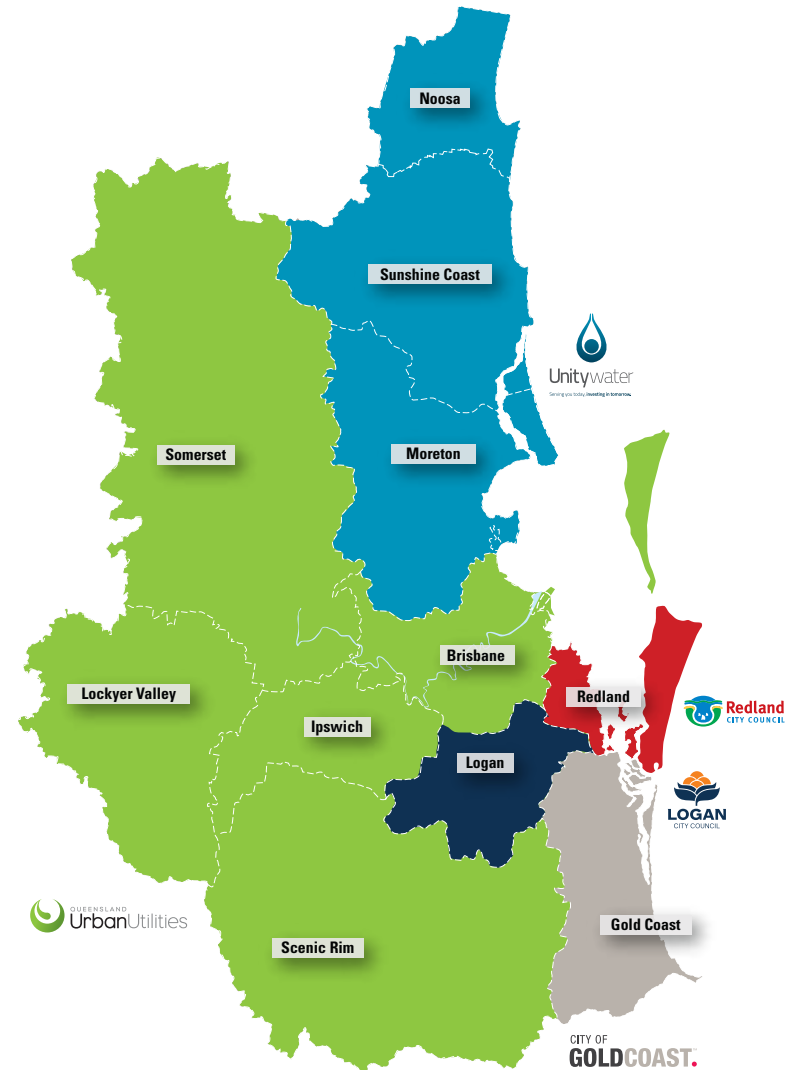 Noosa
Sunshine Coast
Unitywater
Serving you today, investing in tomorrow.
Somerset
Moreton
Brisbane
Lockyer Valley
Redland
Redland
CITY COUNCIL
Ipswich
Logan
LOGAN
CITY COUNCIL
QUEENSLAND
UrbanUtilities
Gold Coast
Scenic Rim
CITY OF
GOLDCOAST.